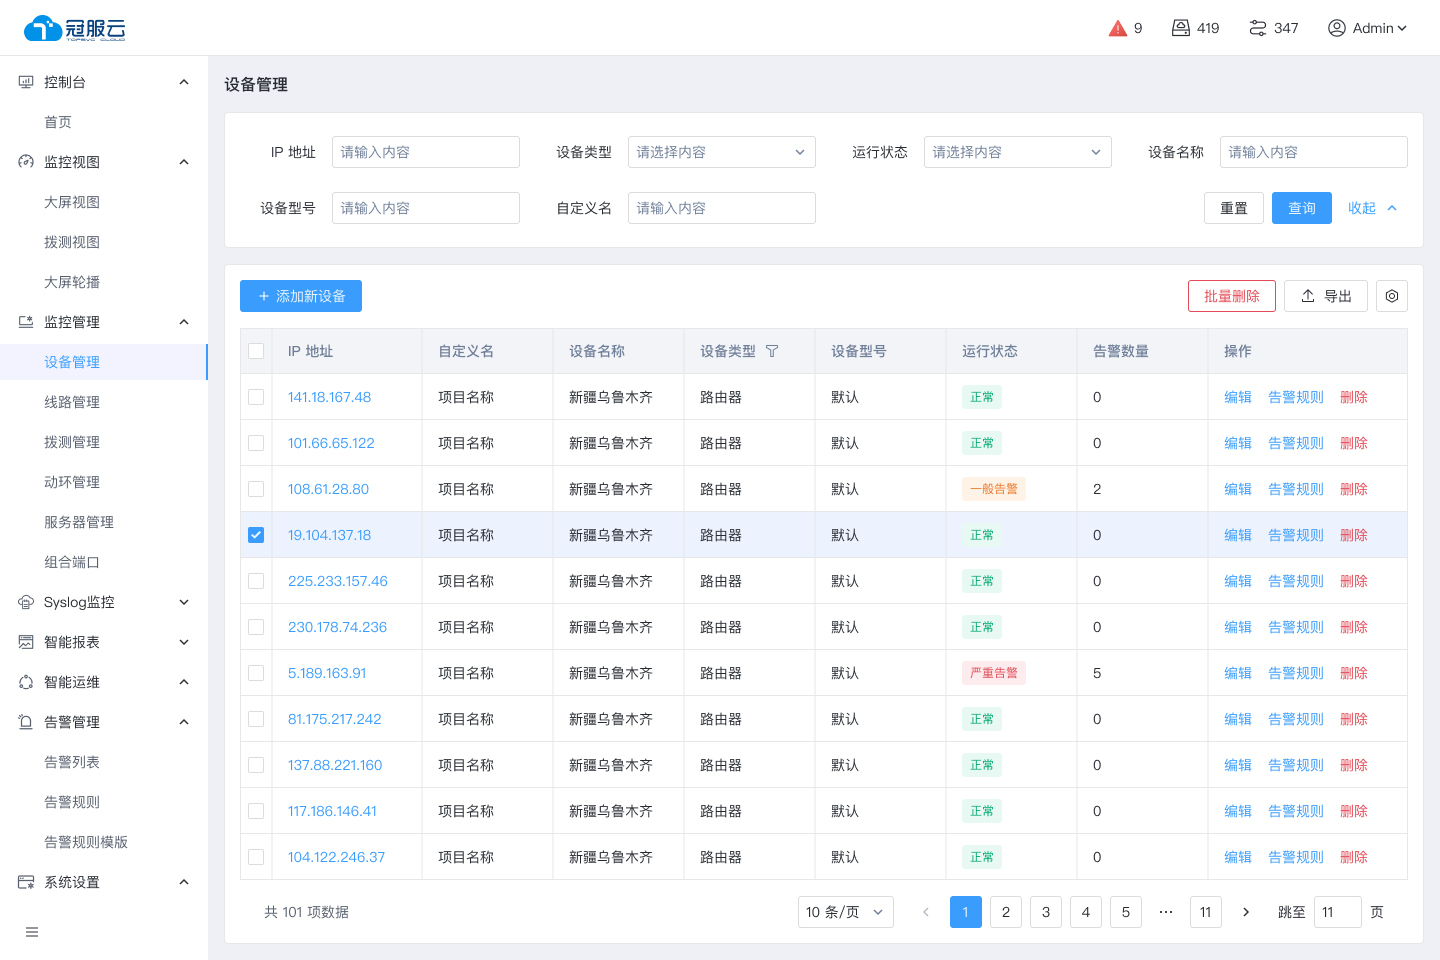 冠服云
TOPSVC CLOUD
9
419
347
Admin
控制台
首页
监控视图
大屏视图
拨测视图
大屏轮播
监控管理
设备管理
线路管理
拨测管理
动环管理
服务器管理
组合端口
Syslog监控
智能报表
智能运维
告警管理
告警列表
告警规则
告警规则模版
系统设置
设备管理
IP 地址 请输入内容 设备类型 请选择内容 运行状态 请选择内容 设备名称 请输入内容
设备型号 请输入内容 自定义名 请输入内容 重置 查询 收起
添加新设备 批量删除 导出
IP 地址 自定义名 设备名称 设备类型 设备型号 运行状态 告警数量 操作
141.18.167.48 项目名称 新疆乌鲁木齐 路由器 默认 正常 0 编辑 告警规则 删除
101.66.65.122 项目名称 新疆乌鲁木齐 路由器 默认 正常 0 编辑 告警规则 删除
108.61.28.80 项目名称 新疆乌鲁木齐 路由器 默认 一般告警 2 编辑 告警规则 删除
19.104.137.18 项目名称 新疆乌鲁木齐 路由器 默认 正常 0 编辑 告警规则 删除
225.233.157.46 项目名称 新疆乌鲁木齐 路由器 默认 正常 0 编辑 告警规则 删除
230.178.74.236 项目名称 新疆乌鲁木齐 路由器 默认 正常 0 编辑 告警规则 删除
5.189.163.91 项目名称 新疆乌鲁木齐 路由器 默认 严重告警 5 编辑 告警规则 删除
81.175.217.242 项目名称 新疆乌鲁木齐 路由器 默认 正常 0 编辑 告警规则 删除
137.88.221.160 项目名称 新疆乌鲁木齐 路由器 默认 正常 0 编辑 告警规则 删除
117.186.146.41 项目名称 新疆乌鲁木齐 路由器 默认 正常 0 编辑 告警规则 删除
104.122.246.37 项目名称 新疆乌鲁木齐 路由器 默认 正常 0 编辑 告警规则 删除
共 101 项数据 10 条/页 1 2 3 4 5 ··· 11 跳至 11 页